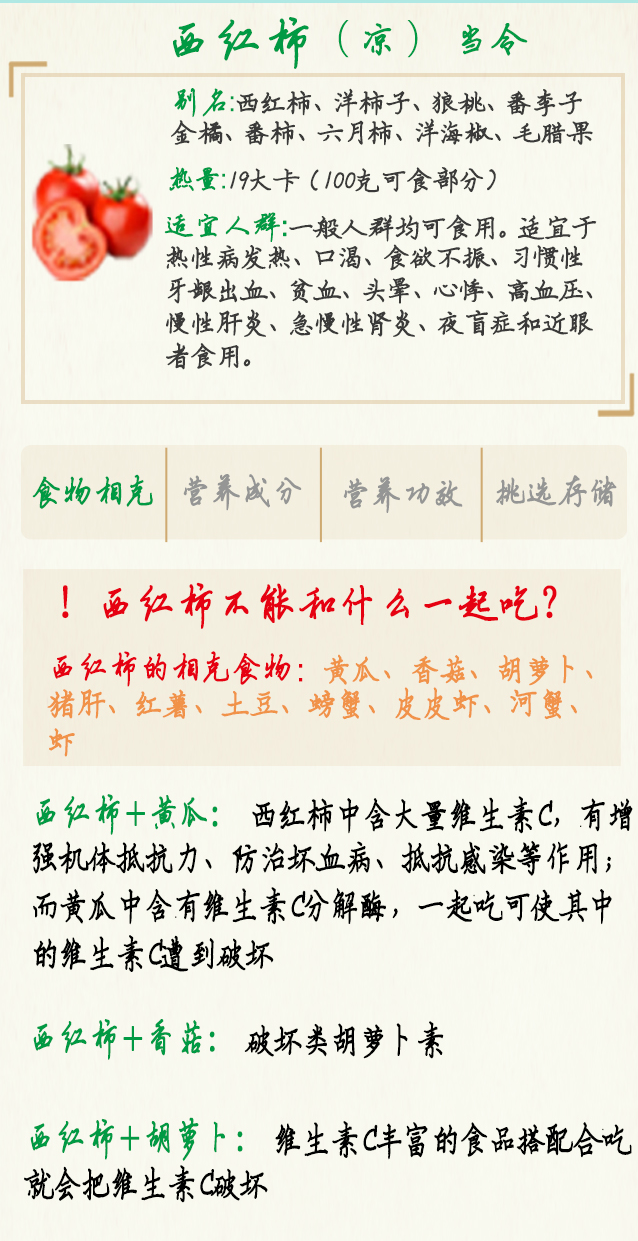 西红柿（凉）当令
别名:西红柿、洋柿子、狼桃、番李子
金橘、番柿、六月柿、洋海椒、毛腊果
热量:19大卡（100克可食部分）
适宜人群:一般人群均可食用。适宜于
热性病发热、口渴、食欲不振、习惯性
牙龈出血、贫血、头晕、心悸、高血压、
慢性肝炎、急慢性肾炎、夜盲症和近眼
者食用。
食物相克 营养成分 营养功效 挑选存储
！西红柿不能和什么一起吃?
西红柿的相克食物：黄瓜、香菇、胡萝卜、
猪肝、红薯、土豆、螃蟹、皮皮虾、河蟹、
虾
西红柿+黄瓜： 西红柿中含大量维生素C，有增
强机体抵抗力、防治坏血病、抵抗感染等作用；
而黄瓜中含有维生素C分解酶，一起吃可使其中
的维生素C遭到破坏
西红柿+香菇： 破坏类胡萝卜素
西红柿+胡萝卜： 维生素C丰富的食品搭配合吃
就会把维生素C破坏